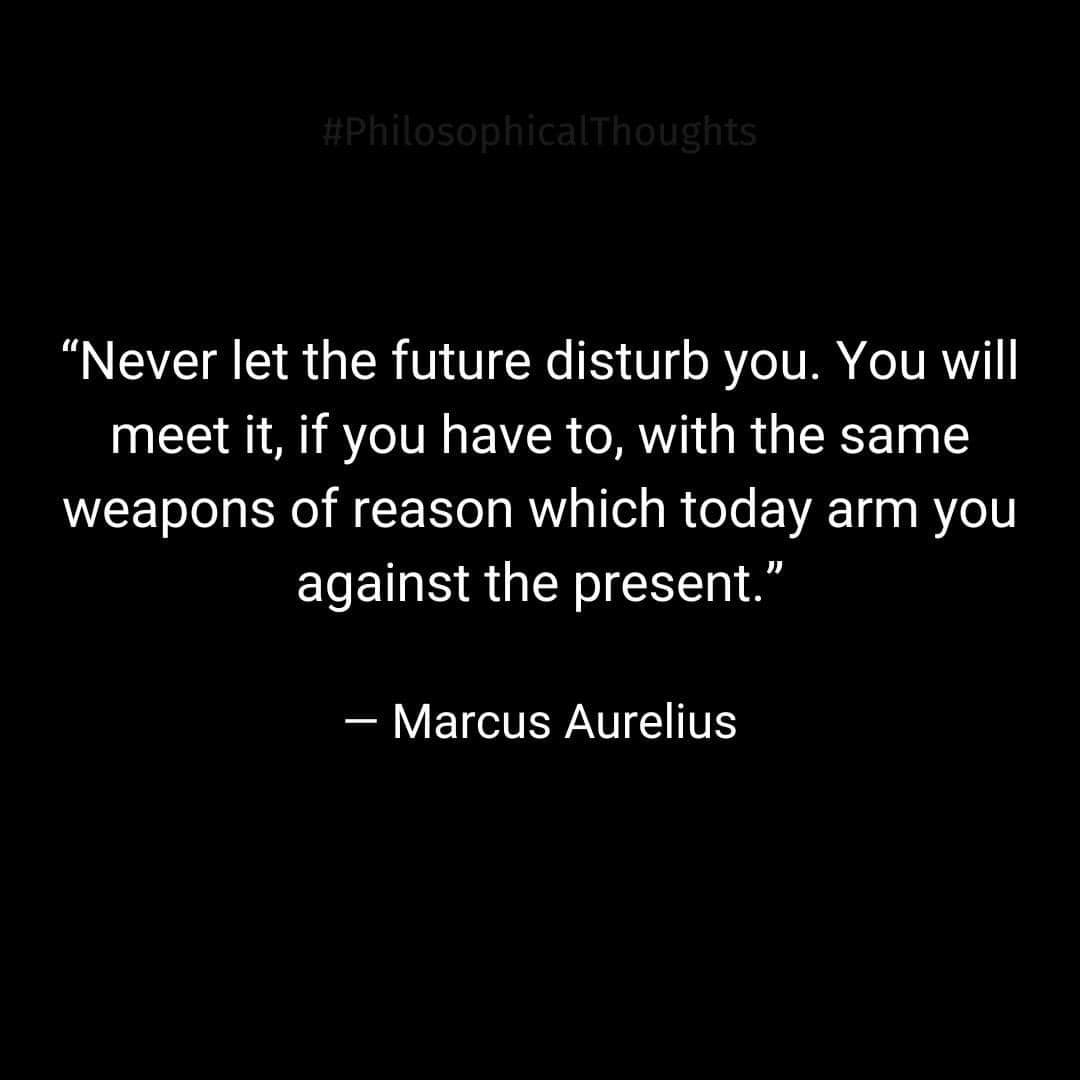 #PhilosophicalThoughts
“Never let the future disturb you. You will
meet it, if you have to, with the same
weapons of reason which today arm you
against the present.”
— Marcus Aurelius